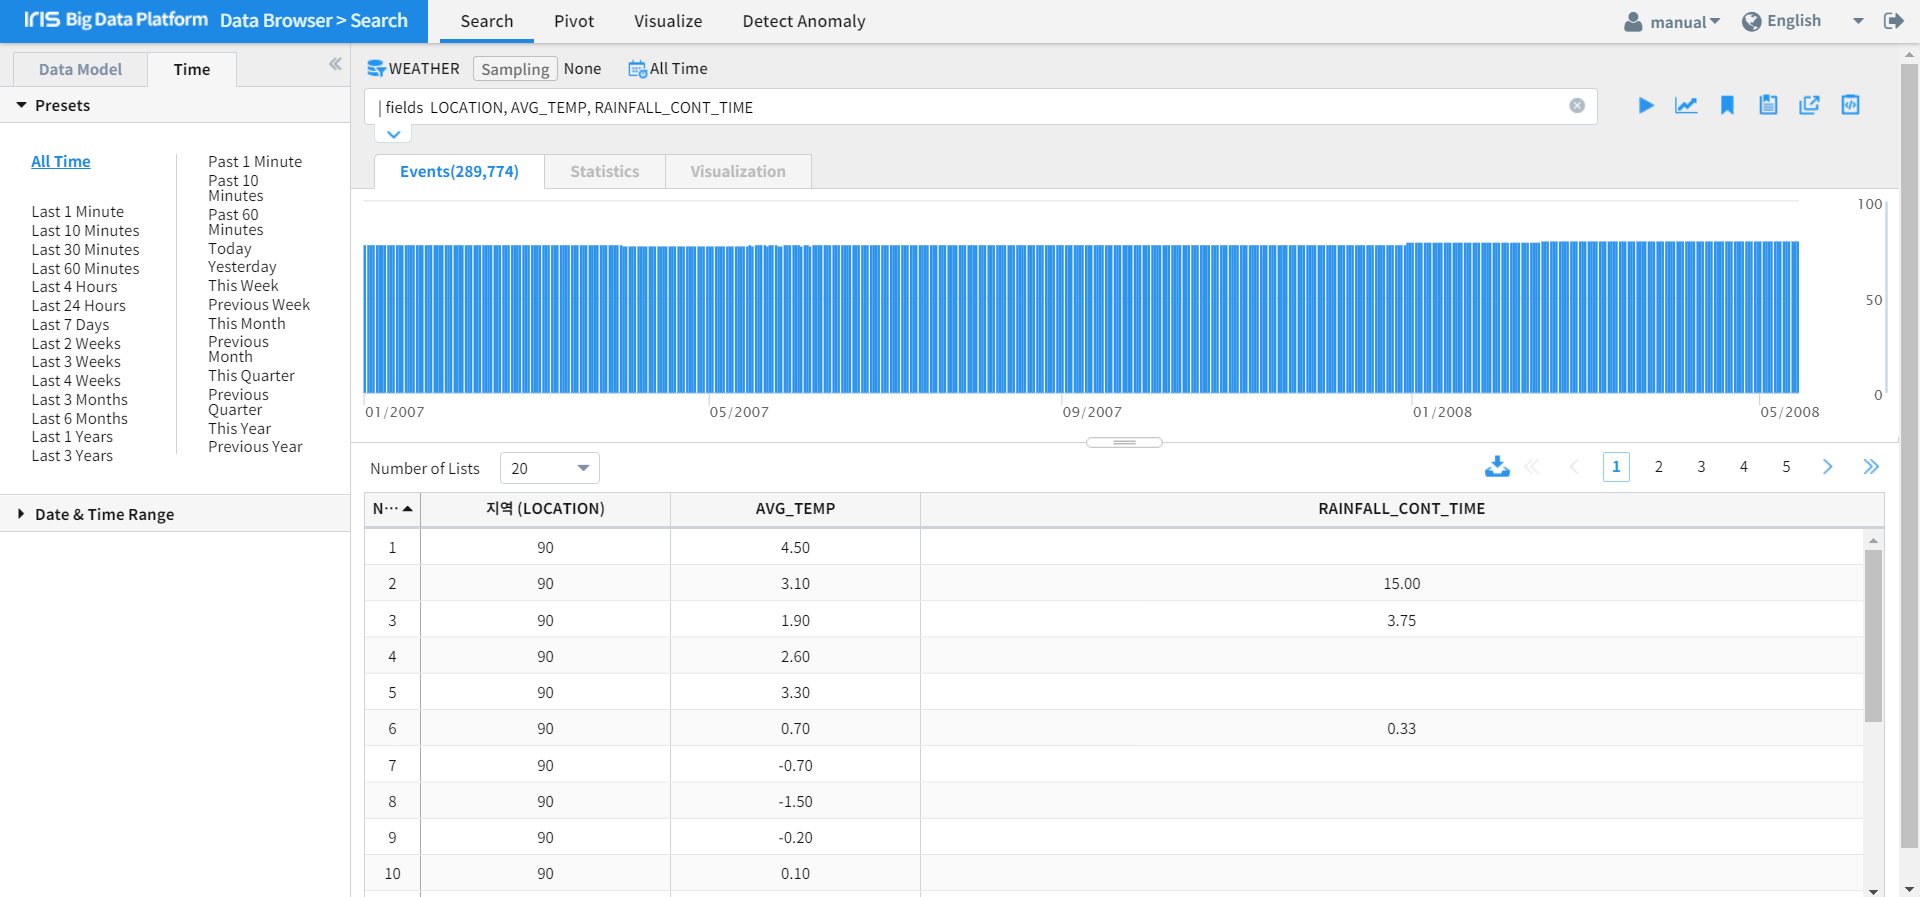 IRIS Big Data Platform Data Browser > Search
Search Pivot Visualize Detect Anomaly
manual English
Data Model Time
Presets
All Time
Last 1 Minute
Last 10 Minutes
Last 30 Minutes
Last 60 Minutes
Last 4 Hours
Last 24 Hours
Last 7 Days
Last 2 Weeks
Last 3 Weeks
Last 4 Weeks
Last 3 Months
Last 6 Months
Last 1 Years
Last 3 Years
Past 1 Minute
Past 10
Minutes
Past 60
Minutes
Today
Yesterday
This Week
Previous Week
This Month
Previous
Month
This Quarter
Previous
Quarter
This Year
Previous Year
Date & Time Range
WEATHER Sampling None All Time
| fields LOCATION, AVG_TEMP, RAINFALL_CONT_TIME
Events(289,774) Statistics Visualization
100
50
0
01/2007 05/2007 09/2007 01/2008 05/2008
Number of Lists 20
1 2 3 4 5
N··· 지역 (LOCATION) AVG_TEMP RAINFALL_CONT_TIME
1 90 4.50
2 90 3.10 15.00
3 90 1.90 3.75
4 90 2.60
5 90 3.30
6 90 0.70 0.33
7 90 -0.70
8 90 -1.50
9 90 -0.20
10 90 0.10